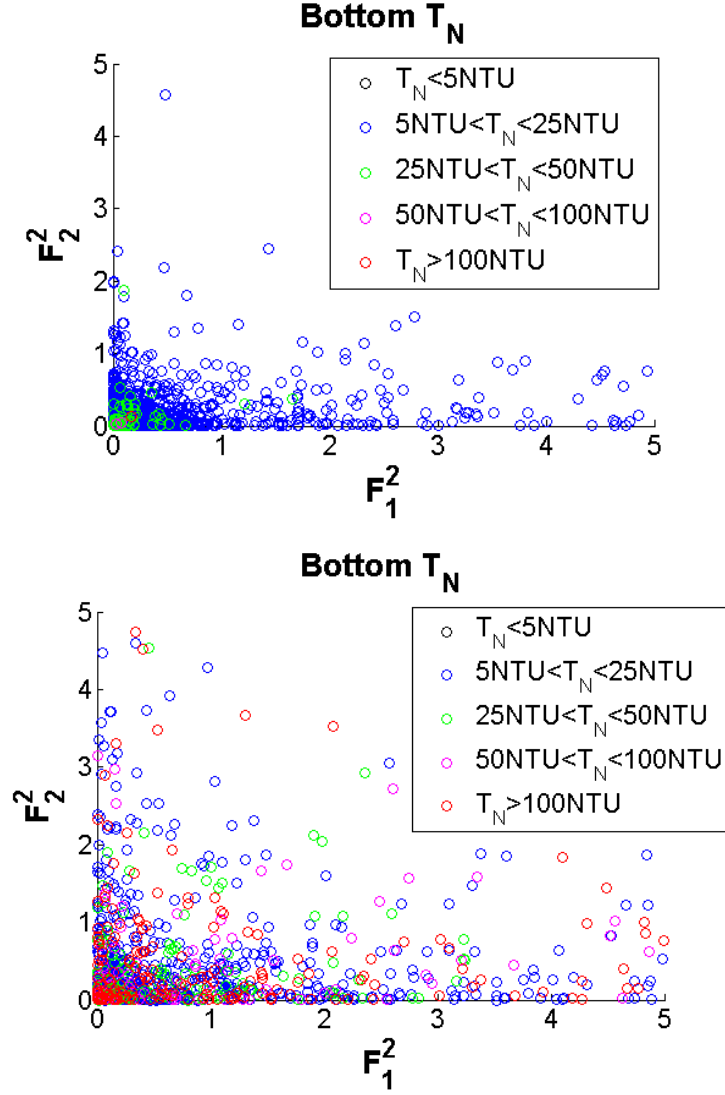 Bottom T_N
5
4
3
2
1
0
F_2^2
T_N<5NTU
5NTU<T_N<25NTU
25NTU<T_N<50NTU
50NTU<T_N<100NTU
T_N>100NTU
0 1 2 3 4 5
F_1^2
Bottom T_N
5
4
3
2
1
0
F_2^2
T_N<5NTU
5NTU<T_N<25NTU
25NTU<T_N<50NTU
50NTU<T_N<100NTU
T_N>100NTU
0 1 2 3 4 5
F_1^2